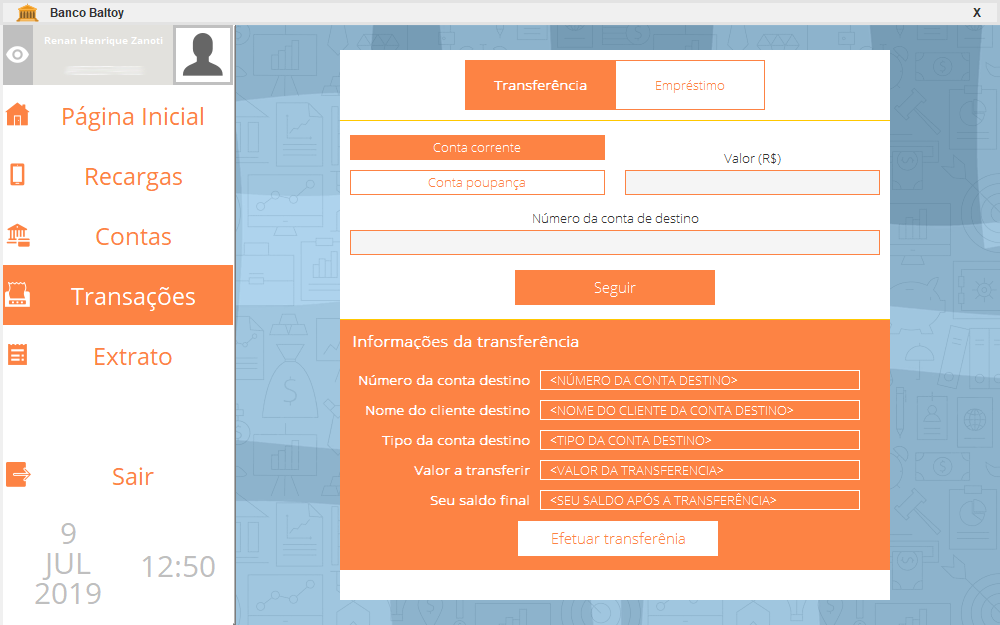 Banco Baltoy
X
Renan Henrique Zanoti
Página Inicial
Recargas
Contas
Transações
Extrato
Sair
9
JUL
2019
12:50
Transferência
Empréstimo
Conta corrente
Conta poupança
Valor (R$)
Número da conta de destino
Seguir
Informações da transferência
Número da conta destino
<NÚMERO DA CONTA DESTINO>
Nome do cliente destino
<NOME DO CLIENTE DA CONTA DESTINO>
Tipo da conta destino
<TIPO DA CONTA DESTINO>
Valor a transferir
<VALOR DA TRANSFERENCIA>
Seu saldo final
<SEU SALDO APÓS A TRANSFERÊNCIA>
Efetuar transferênia